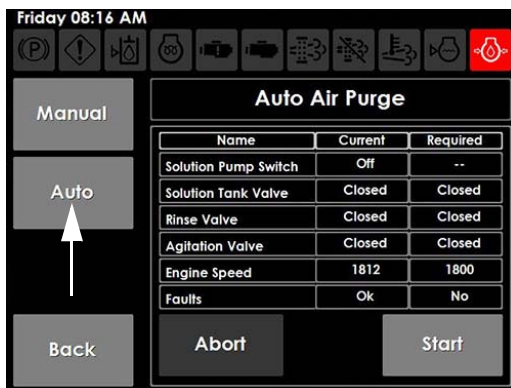 Friday 08:16 AM
Manual
Auto
Back
Auto Air Purge
Name Current Required
Solution Pump Switch Off --
Solution Tank Valve Closed Closed
Rinse Valve Closed Closed
Agitation Valve Closed Closed
Engine Speed 1812 1800
Faults Ok No
Abort Start